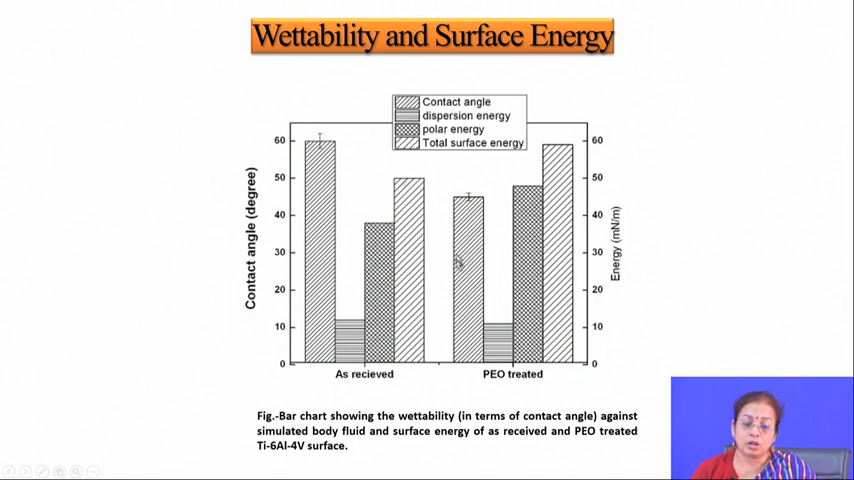 Wettability and Surface Energy
Contact angle
dispersion energy
polar energy
Total surface energy
Contact angle (degree)
60
50
40
30
20
10
0
60
50
40
30
20
10
0
Energy (mN/m)
As recieved
PEO treated
Fig.-Bar chart showing the wettability (in terms of contact angle) against
simulated body fluid and surface energy of as received and PEO treated
Ti-6Al-4V surface.